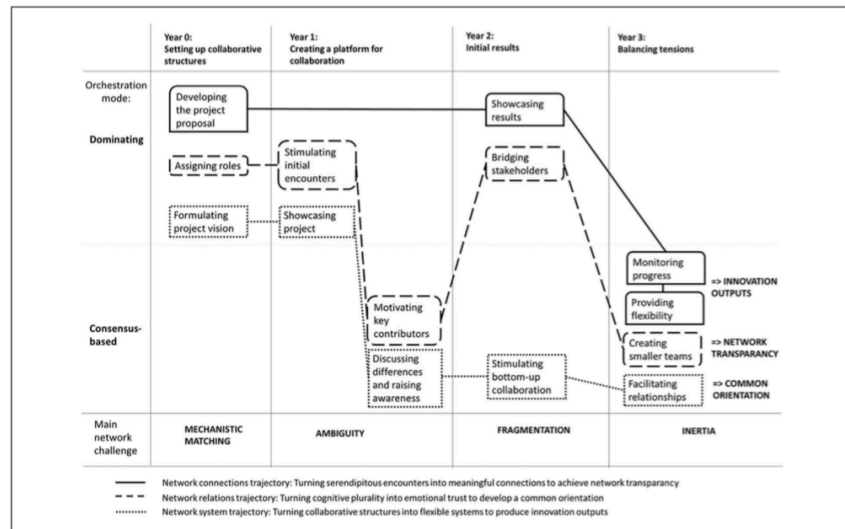 Year 0:
Setting up collaborative
structures
Year 1:
Creating a platform for
collaboration
Year 2:
Initial results
Year 3:
Balancing tensions
Orchestration
mode:
Dominating
Developing
the project
proposal
Showcasing
results
Assigning roles
Stimulating
initial
encounters
Bridging
stakeholders
Formulating
project vision
Showcasing
project
Consensus-
based
Monitoring
progress
=> INNOVATION
OUTPUTS
Providing
flexibility
Motivating
key
contributors
Creating
smaller teams
=> NETWORK
TRANSPARANCY
Discussing
differences
and raising
awareness
Stimulating
bottom-up
collaboration
Facilitating
relationships
=> COMMON
ORIENTATION
Main
network
challenge
MECHANISTIC
MATCHING
AMBIGUITY
FRAGMENTATION
INERTIA
Network connections trajectory: Turning serendipitous encounters into meaningful connections to achieve network transparancy
Network relations trajectory: Turning cognitive plurality into emotional trust to develop a common orientation
Network system trajectory: Turning collaborative structures into flexible systems to produce innovation outputs